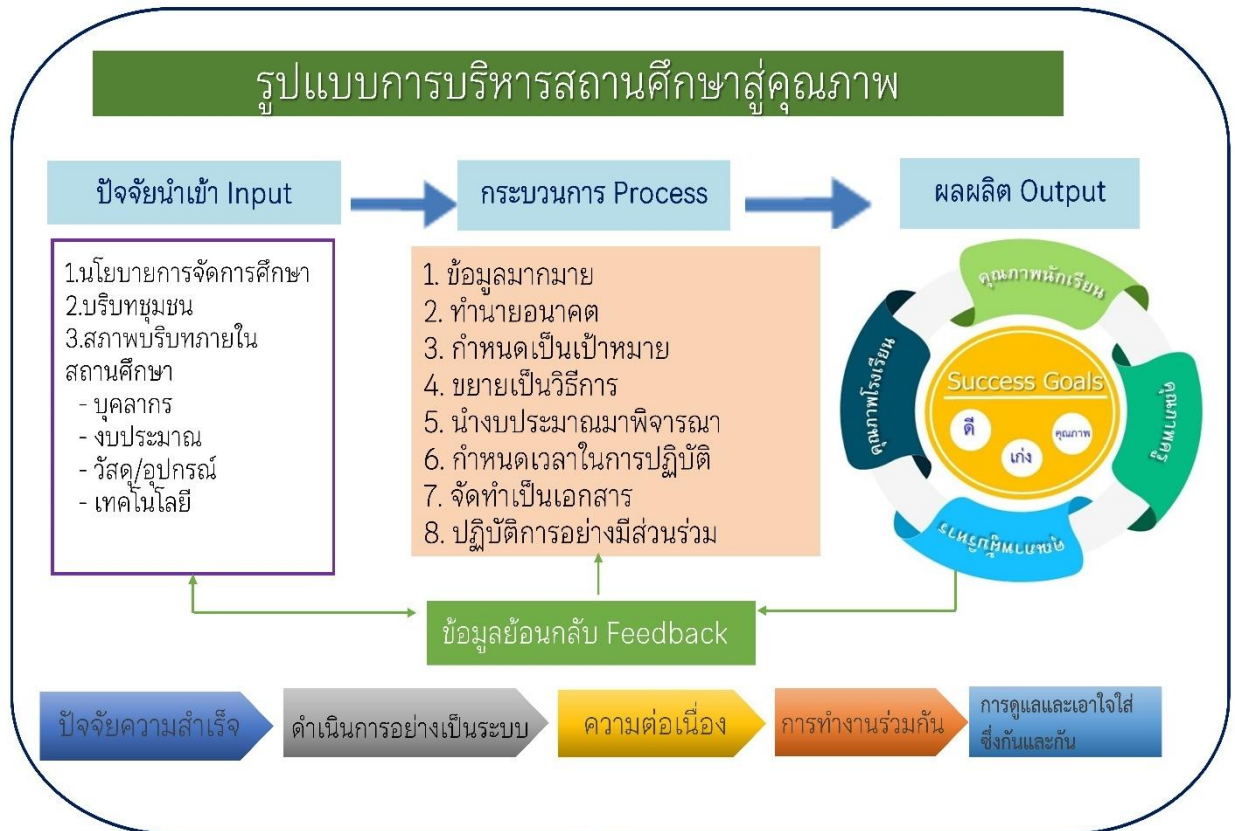 รูปแบบการบริหารสถานศึกษาสู่คุณภาพ
ปัจจัยนำเข้า Input
กระบวนการ Process
ผลผลิต Output
1.นโยบายการจัดการศึกษา
2.บริบทชุมชน
3.สภาพบริบทภายใน
สถานศึกษา
- บุคลากร
- งบประมาณ
- วัสดุ/อุปกรณ์
- เทคโนโลยี
1. ข้อมูลมากมาย
2. ทำนายอนาคต
3. กำหนดเป็นเป้าหมาย
4. ขยายเป็นวิธีการ
5. นำงบประมาณมาพิจารณา
6. กำหนดเวลาในการปฏิบัติ
7. จัดทำเป็นเอกสาร
8. ปฏิบัติการอย่างมีส่วนร่วม
คุณภาพนักเรียน
คุณภาพครู
คุณภาพผู้บริหาร
คุณภาพโรงเรียน
Success Goals
ดี
เก่ง
คุณภาพ
ข้อมูลย้อนกลับ Feedback
ปัจจัยความสำเร็จ
ดำเนินการอย่างเป็นระบบ
ความต่อเนื่อง
การทำงานร่วมกัน
การดูแลและเอาใจใส่
ซึ่งกันและกัน